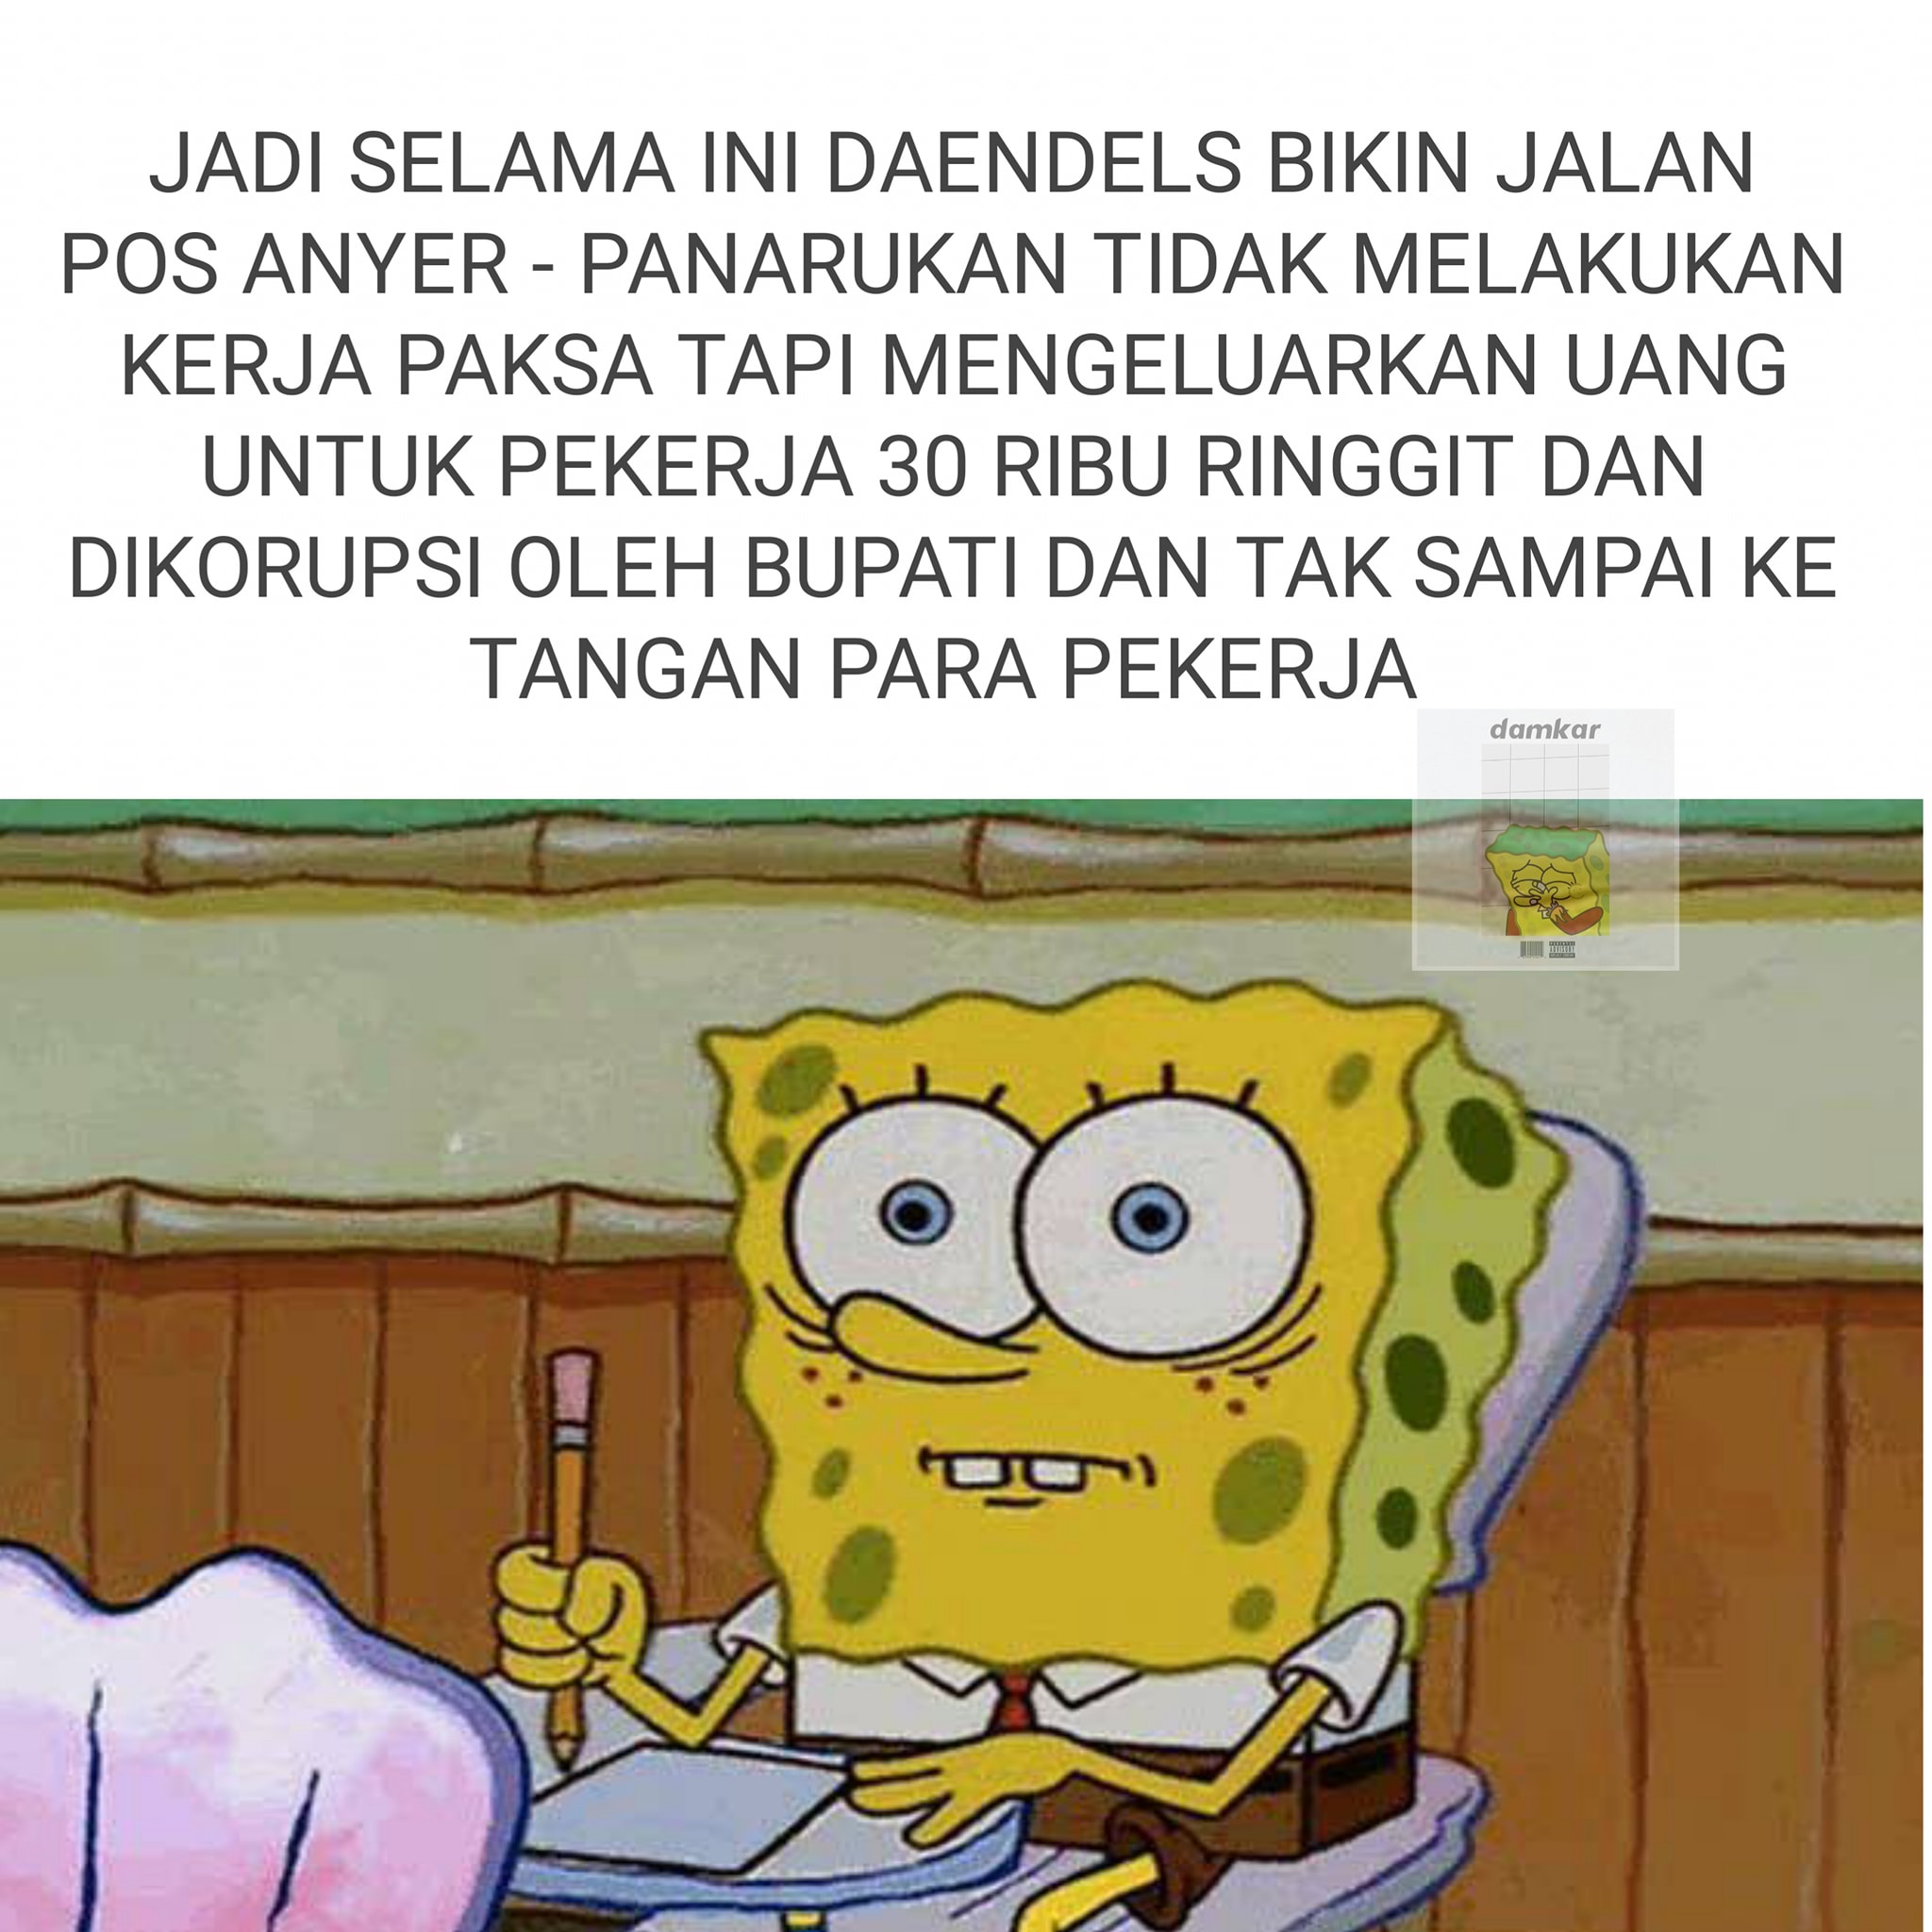 JADI SELAMA INI DAENDELS BIKIN JALAN
POS ANYER - PANARUKAN TIDAK MELAKUKAN
KERJA PAKSA TAPI MENGELUARKAN UANG
UNTUK PEKERJA 30 RIBU RINGGIT DAN
DIKORUPSI OLEH BUPATI DAN TAK SAMPAI KE
TANGAN PARA PEKERJA
damkar